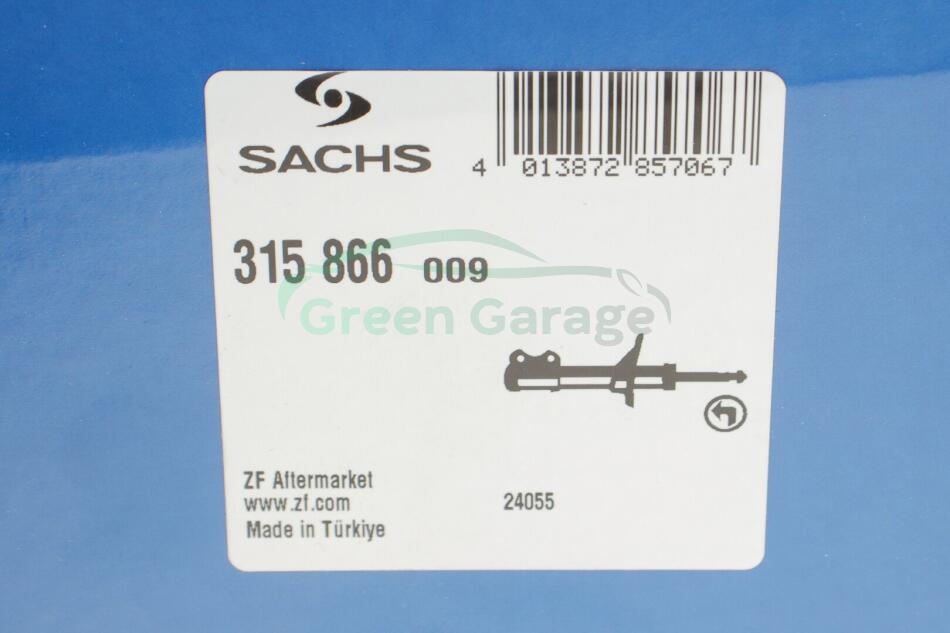 SACHS
4 013872 857067
315 866 009
Green Garage
ZF Aftermarket
www.zf.com
24055
Made in Türkiye